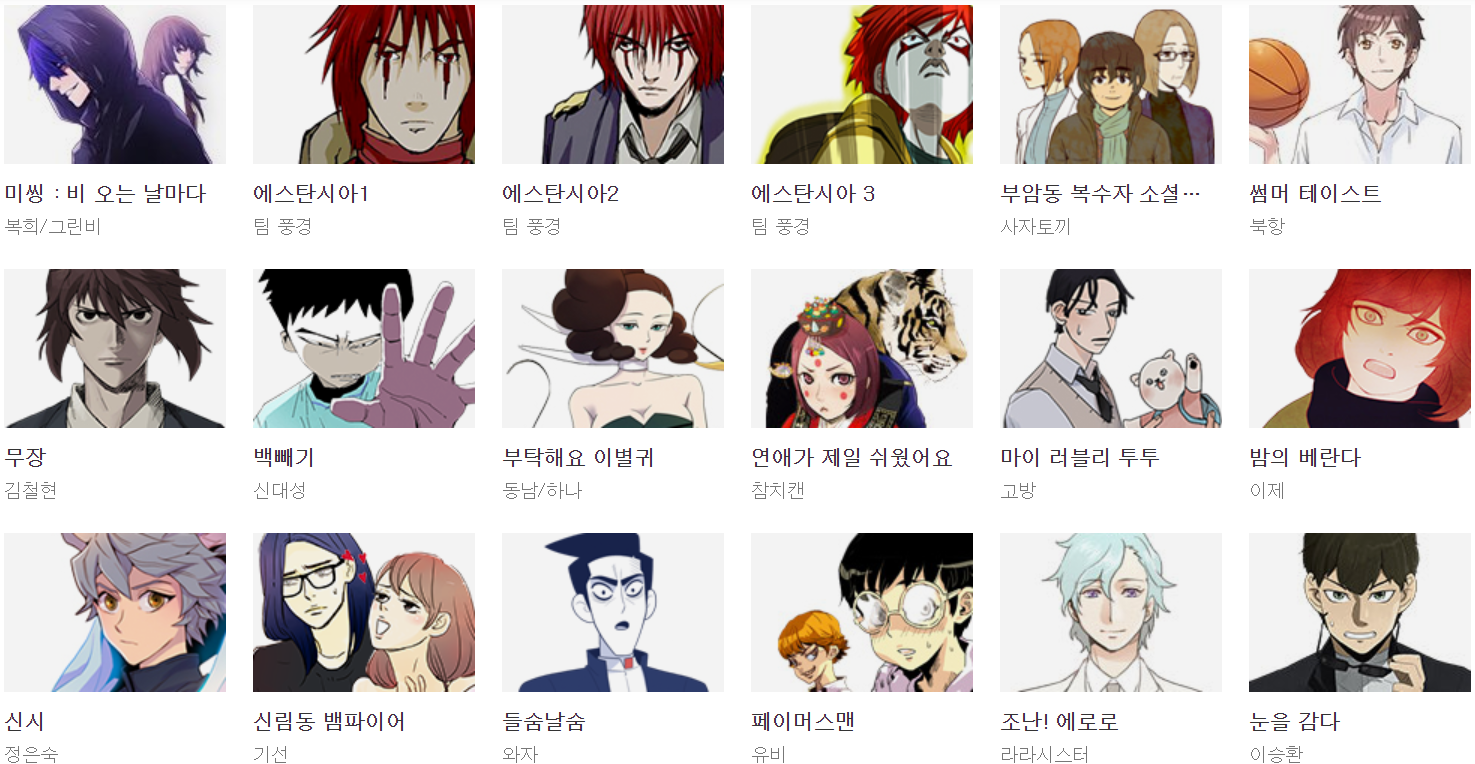 미씽 : 비 오는 날마다
복희/그린비
에스탄시아1
팀 풍경
에스탄시아2
팀 풍경
에스탄시아 3
팀 풍경
부암동 복수자 소셜…
사자토끼
썸머 테이스트
북항
무장
김철현
백빼기
신대성
부탁해요 이별귀
동남/하나
연애가 제일 쉬웠어요
참치캔
마이 러블리 투투
고방
밤의 베란다
이제
신시
정은숙
신림동 뱀파이어
기선
들숨날숨
와자
페이머스맨
유비
조난! 에로로
라라시스터
눈을 감다
이승환